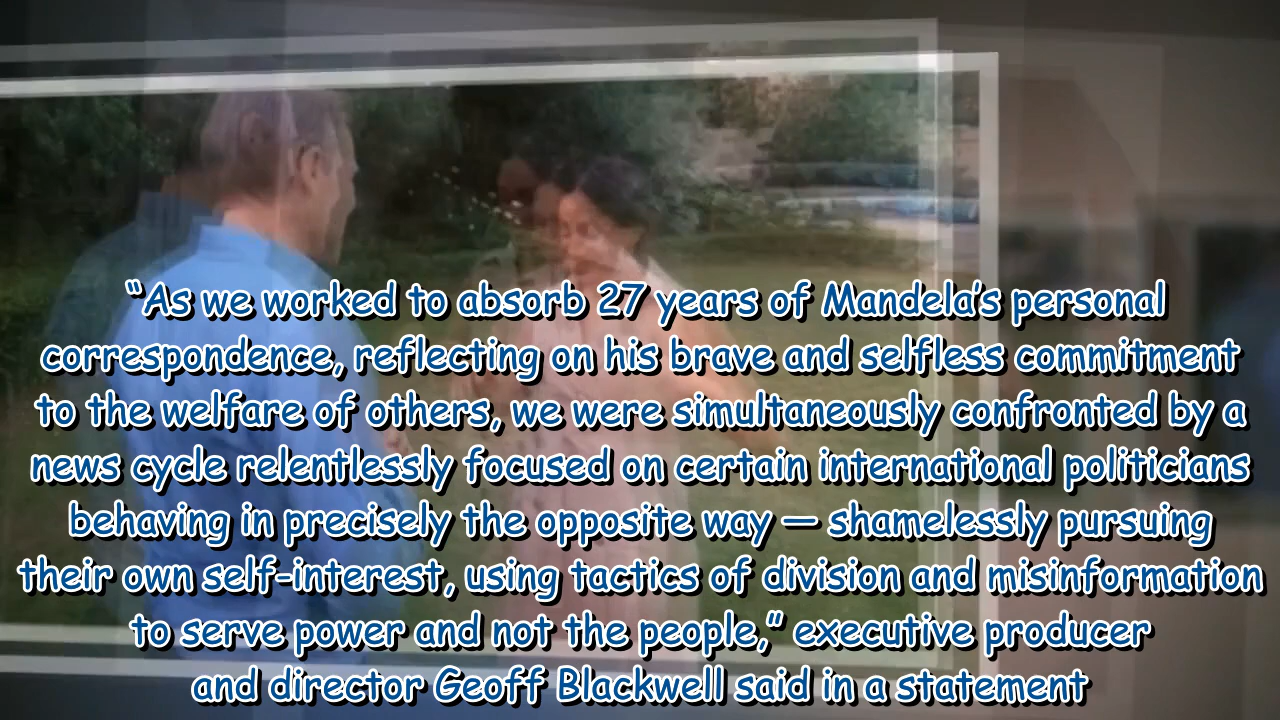 “As we worked to absorb 27 years of Mandela’s personal
correspondence, reflecting on his brave and selfless commitment
to the welfare of others, we were simultaneously confronted by a
news cycle relentlessly focused on certain international politicians
behaving in precisely the opposite way — shamelessly pursuing
their own self-interest, using tactics of division and misinformation
to serve power and not the people,” executive producer
and director Geoff Blackwell said in a statement